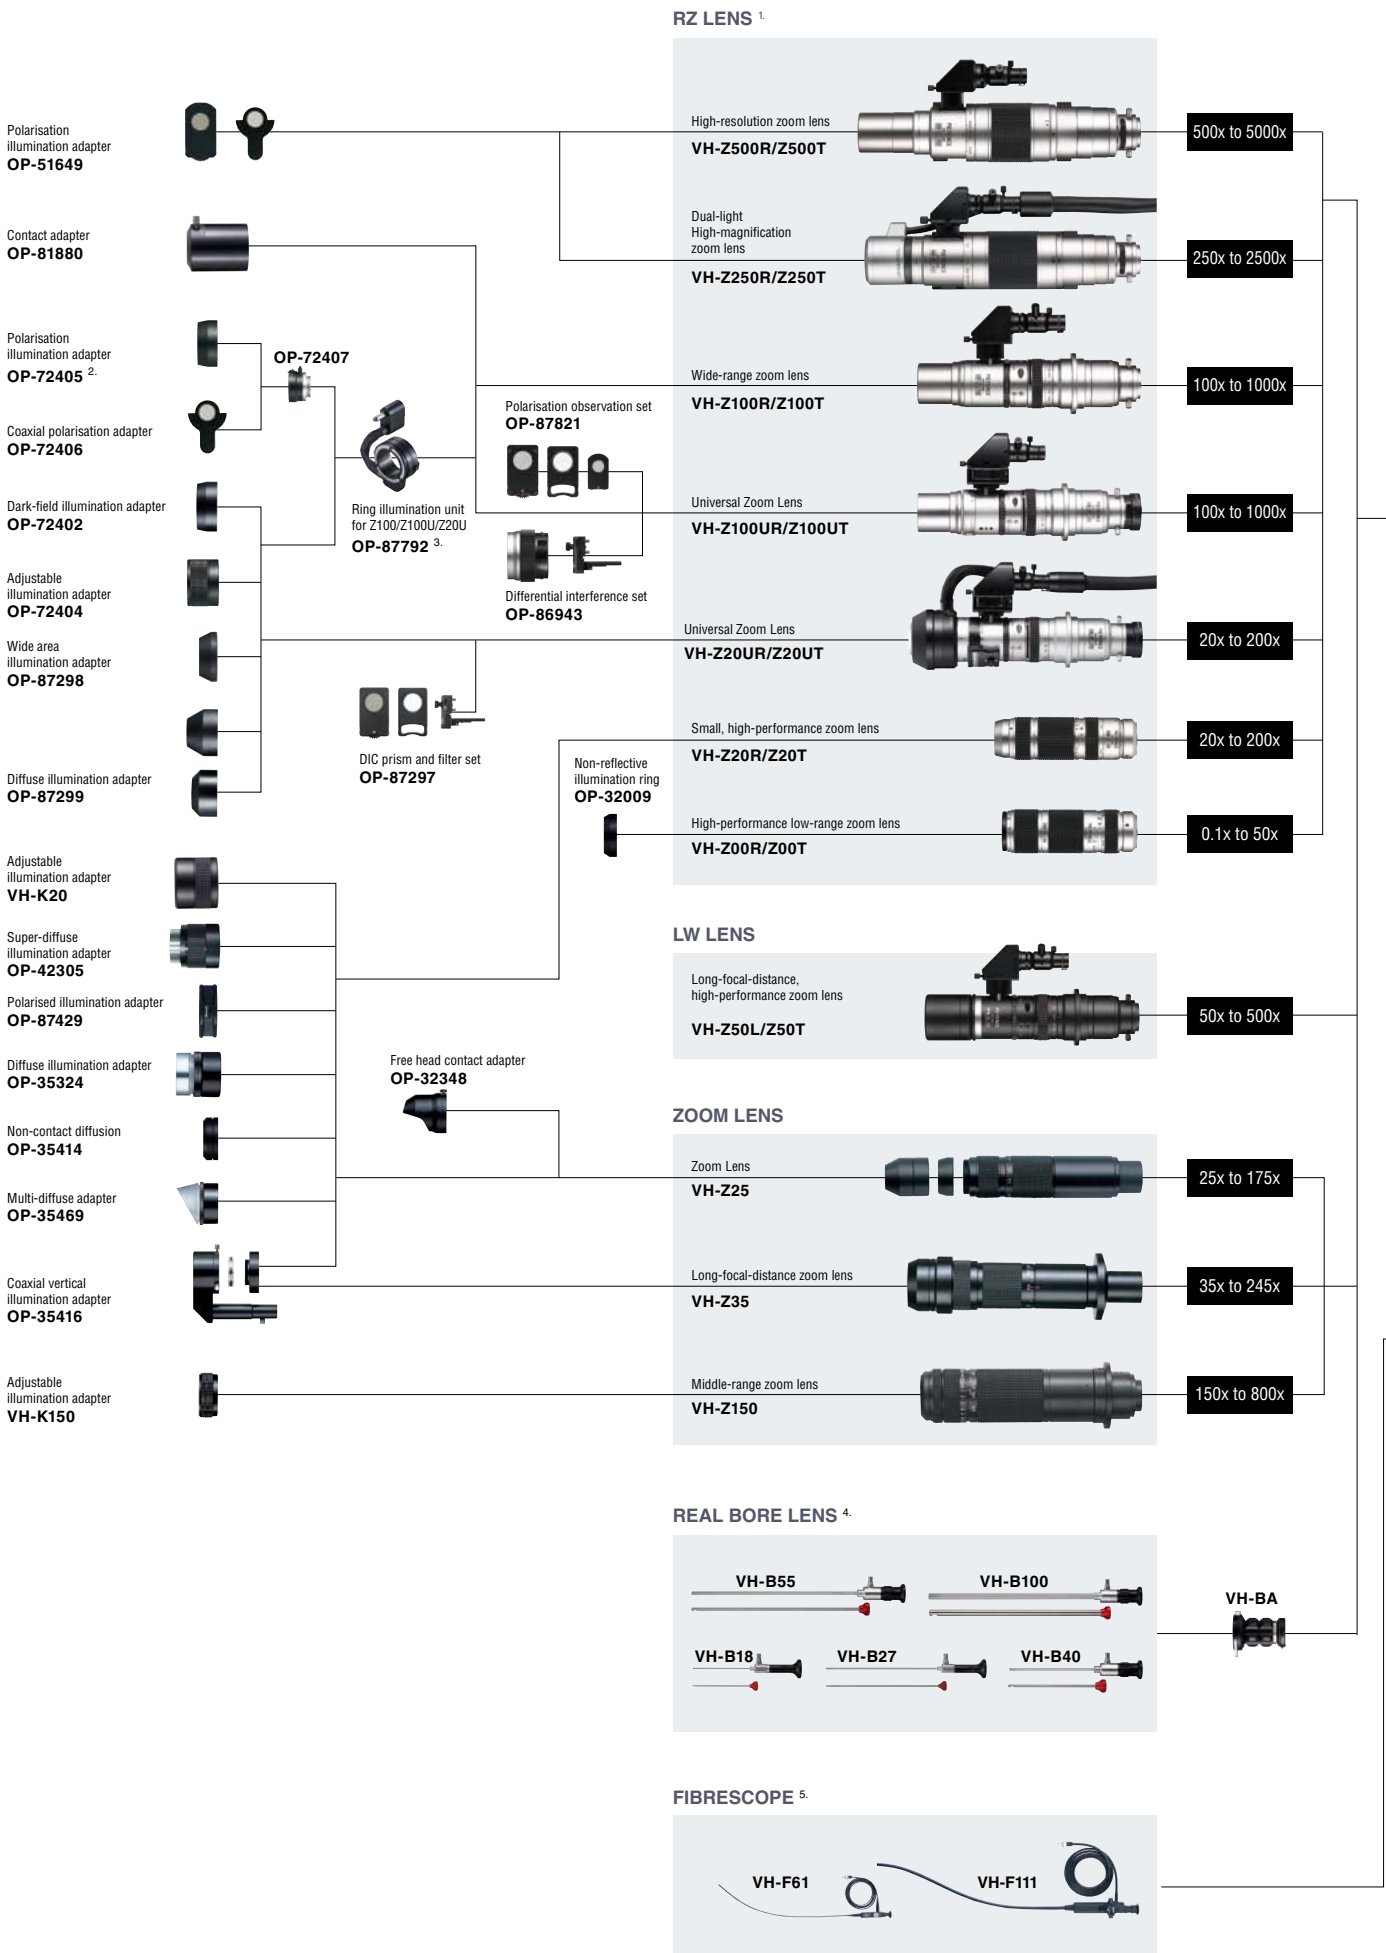 RZ LENS 1.
Polarisation
illumination adapter
OP-51649
High-resolution zoom lens
VH-Z500R/Z500T
500x to 5000x
Contact adapter
OP-81880
Dual-light
High-magnification
zoom lens
VH-Z250R/Z250T
250x to 2500x
Polarisation
illumination adapter
OP-72405 2.
OP-72407
Wide-range zoom lens
VH-Z100R/Z100T
100x to 1000x
Coaxial polarisation adapter
OP-72406
Polarisation observation set
OP-87821
Dark-field illumination adapter
OP-72402
Ring illumination unit
for Z100/Z100U/Z20U
OP-87792 3.
Universal Zoom Lens
VH-Z100UR/Z100UT
100x to 1000x
Adjustable
illumination adapter
OP-72404
Differential interference set
OP-86943
Wide area
illumination adapter
OP-87298
Universal Zoom Lens
VH-Z20UR/Z20UT
20x to 200x
DIC prism and filter set
OP-87297
Small, high-performance zoom lens
VH-Z20R/Z20T
20x to 200x
Diffuse illumination adapter
OP-87299
Non-reflective
illumination ring
OP-32009
High-performance low-range zoom lens
VH-Z00R/Z00T
0.1x to 50x
Adjustable
illumination adapter
VH-K20
Super-diffuse
illumination adapter
OP-42305
LW LENS
Polarised illumination adapter
OP-87429
Long-focal-distance,
high-performance zoom lens
VH-Z50L/Z50T
50x to 500x
Diffuse illumination adapter
OP-35324
Free head contact adapter
OP-32348
Non-contact diffusion
OP-35414
ZOOM LENS
Multi-diffuse adapter
OP-35469
Zoom Lens
VH-Z25
25x to 175x
Coaxial vertical
illumination adapter
OP-35416
Long-focal-distance zoom lens
VH-Z35
35x to 245x
Adjustable
illumination adapter
VH-K150
Middle-range zoom lens
VH-Z150
150x to 800x
REAL BORE LENS 4.
VH-B55
VH-B100
VH-BA
VH-B18
VH-B27
VH-B40
FIBRESCOPE 5.
VH-F61
VH-F111